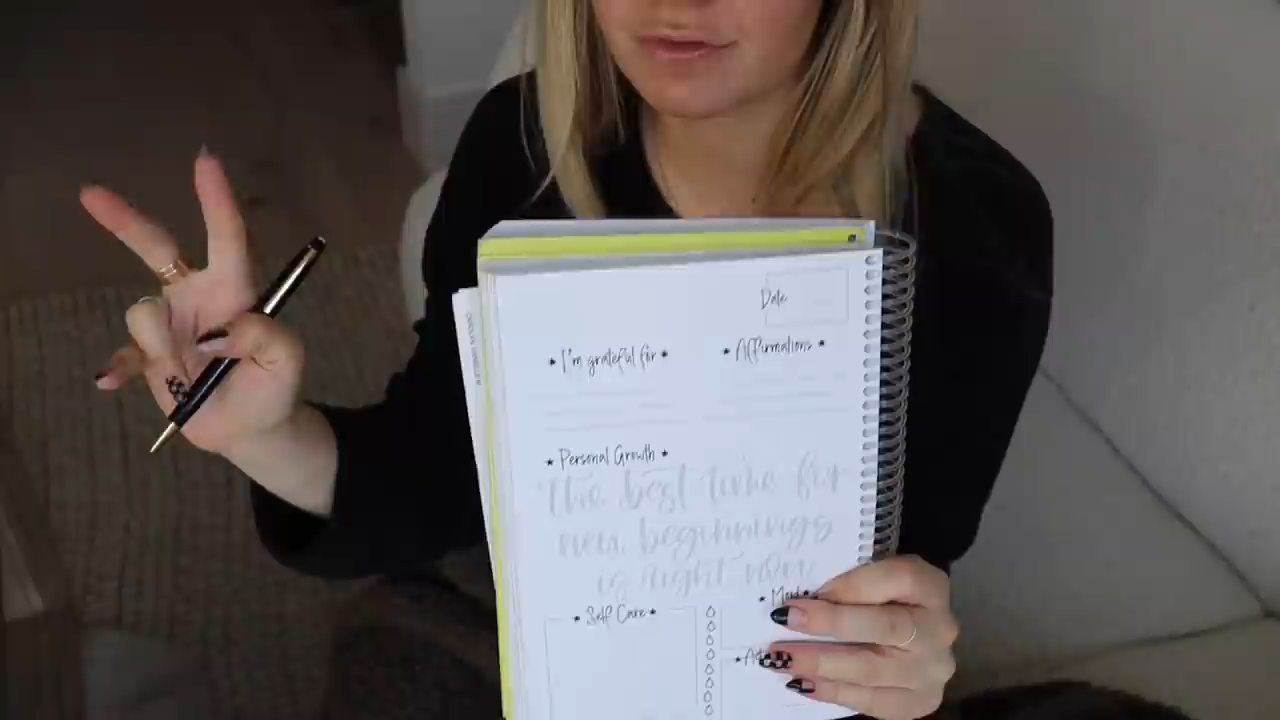 Date
★ I'm grateful for ★
★ Affirmations ★
★ Personal Growth ★
The best time for
new beginnings
is right now
★ Self Care ★